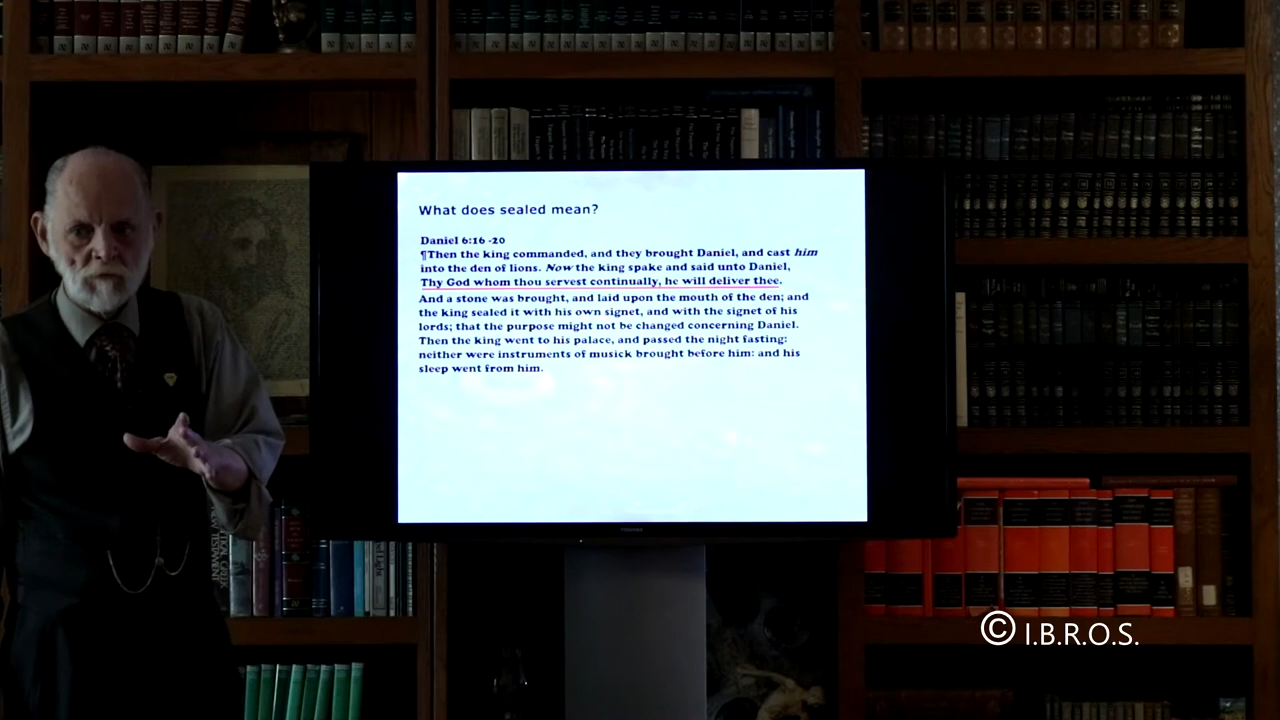 What does sealed mean?
Daniel 6:16 -20
¶Then the king commanded, and they brought Daniel, and cast him
into the den of lions. Now the king spake and said unto Daniel,
Thy God whom thou servest continually, he will deliver thee.
And a stone was brought, and laid upon the mouth of the den; and
the king sealed it with his own signet, and with the signet of his
lords; that the purpose might not be changed concerning Daniel.
Then the king went to his palace, and passed the night fasting:
neither were instruments of musick brought before him: and his
sleep went from him.
TOSHIBA
NEW TESTAMENT
© I.B.R.O.S.